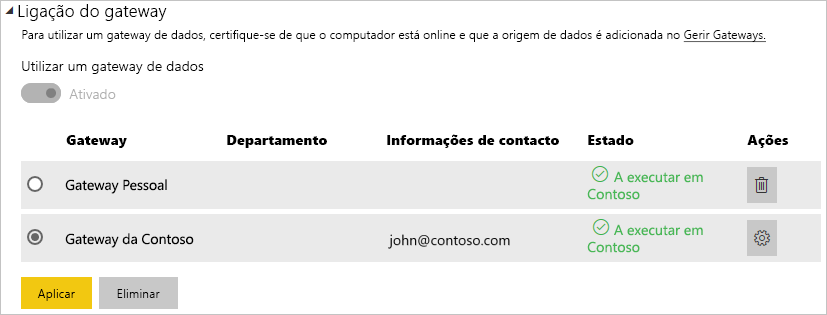 Ligação do gateway
Para utilizar um gateway de dados, certifique-se de que o computador está online e que a origem de dados é adicionada no Gerir Gateways.
Utilizar um gateway de dados
Ativado
Gateway Departamento Informações de contacto Estado Ações
Gateway Pessoal A executar em
Contoso
Gateway da Contoso john@contoso.com A executar em
Contoso
Aplicar Eliminar